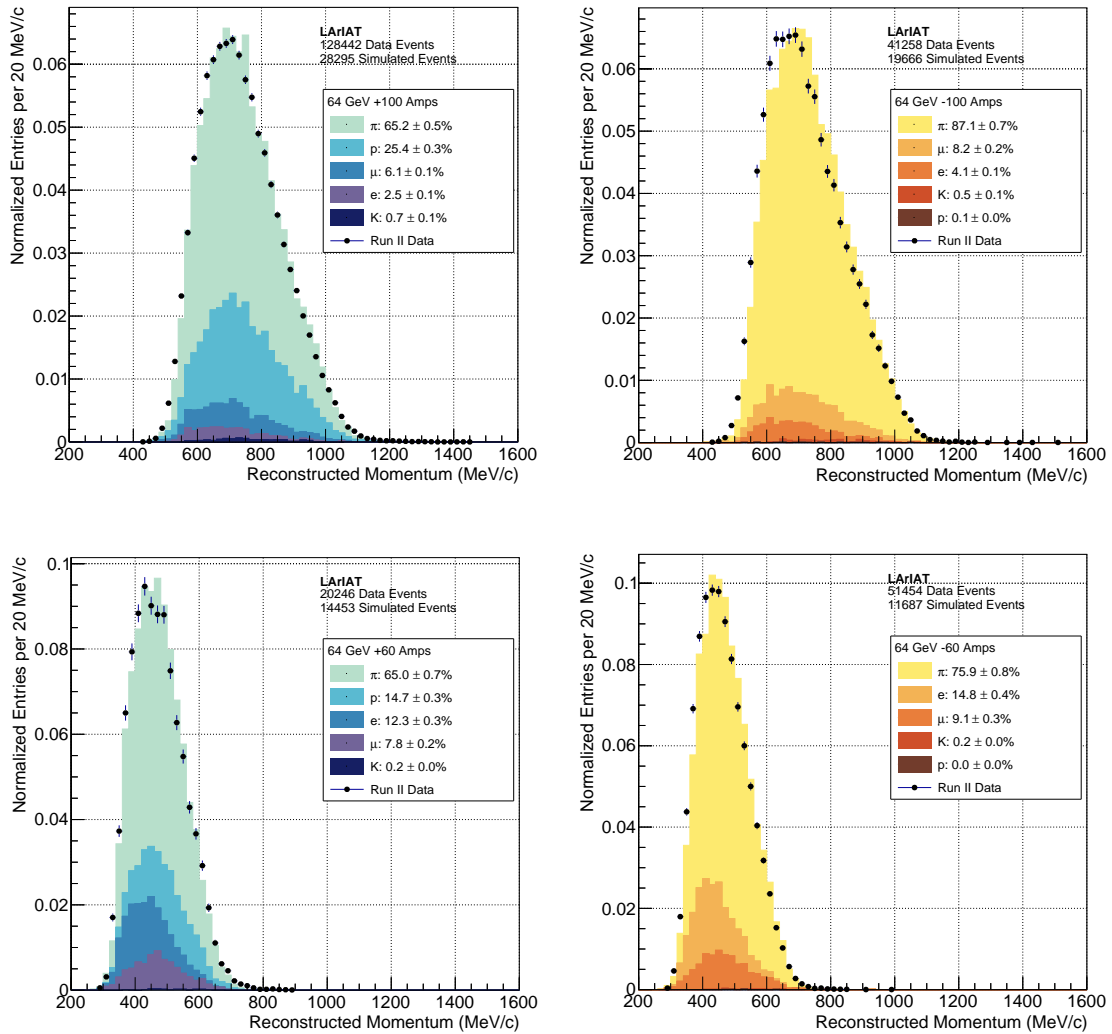 LArIAT
128442 Data Events
28295 Simulated Events
64 GeV +100 Amps
π: 65.2 ± 0.5%
p: 25.4 ± 0.3%
μ: 6.1 ± 0.1%
e: 2.5 ± 0.1%
K: 0.7 ± 0.1%
Run II Data
Normalized Entries per 20 MeV/c
0.06
0.05
0.04
0.03
0.02
0.01
0
200 400 600 800 1000 1200 1400 1600
Reconstructed Momentum (MeV/c)
LArIAT
41258 Data Events
19666 Simulated Events
64 GeV -100 Amps
π: 87.1 ± 0.7%
μ: 8.2 ± 0.2%
e: 4.1 ± 0.1%
K: 0.5 ± 0.1%
p: 0.1 ± 0.0%
Run II Data
Normalized Entries per 20 MeV/c
0.06
0.05
0.04
0.03
0.02
0.01
0
200 400 600 800 1000 1200 1400 1600
Reconstructed Momentum (MeV/c)
LArIAT
20246 Data Events
14453 Simulated Events
64 GeV +60 Amps
π: 65.0 ± 0.7%
p: 14.7 ± 0.3%
e: 12.3 ± 0.3%
μ: 7.8 ± 0.2%
K: 0.2 ± 0.0%
Run II Data
Normalized Entries per 20 MeV/c
0.1
0.08
0.06
0.04
0.02
0
200 400 600 800 1000 1200 1400 1600
Reconstructed Momentum (MeV/c)
LArIAT
51454 Data Events
11687 Simulated Events
64 GeV -60 Amps
π: 75.9 ± 0.8%
e: 14.8 ± 0.4%
μ: 9.1 ± 0.3%
K: 0.2 ± 0.0%
p: 0.0 ± 0.0%
Run II Data
Normalized Entries per 20 MeV/c
0.1
0.08
0.06
0.04
0.02
0
200 400 600 800 1000 1200 1400 1600
Reconstructed Momentum (MeV/c)